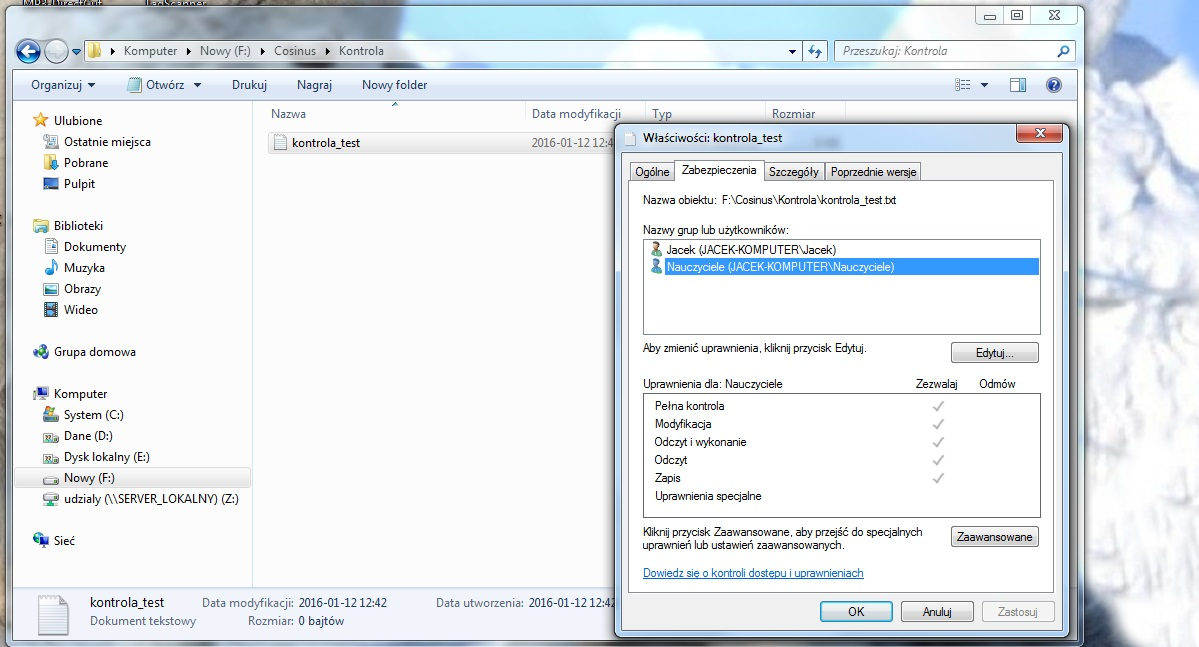 Komputer Nowy (F:) Cosinus Kontrola
Przeszukaj: Kontrola
Organizuj Otwórz Drukuj Nagraj Nowy folder
Nazwa Data modyfikacji Typ Rozmiar
kontrola_test 2016-01-12 12:4
Ulubione
Ostatnie miejsca
Pobrane
Pulpit
Biblioteki
Dokumenty
Muzyka
Obrazy
Wideo
Grupa domowa
Komputer
System (C:)
Dane (D:)
Dysk lokalny (E:)
Nowy (F:)
udzialy (\\SERVER_LOKALNY) (Z:)
Sieć
kontrola_test Data modyfikacji: 2016-01-12 12:42 Data utworzenia: 2016-01-12 12:42
Dokument tekstowy Rozmiar: 0 bajtów
Właściwości: kontrola_test
Ogólne Zabezpieczenia Szczegóły Poprzednie wersje
Nazwa obiektu: F:\Cosinus\Kontrola\kontrola_test.txt
Nazwy grup lub użytkowników:
Jacek (JACEK-KOMPUTER\Jacek)
Nauczyciele (JACEK-KOMPUTER\Nauczyciele)
Aby zmienić uprawnienia, kliknij przycisk Edytuj.
Edytuj...
Uprawnienia dla: Nauczyciele Zezwalaj Odmów
Pełna kontrola
Modyfikacja
Odczyt i wykonanie
Odczyt
Zapis
Uprawnienia specjalne
Kliknij przycisk Zaawansowane, aby przejść do specjalnych
uprawnień lub ustawień zaawansowanych.
Zaawansowane
Dowiedz się o kontroli dostępu i uprawnieniach
OK Anuluj Zastosuj